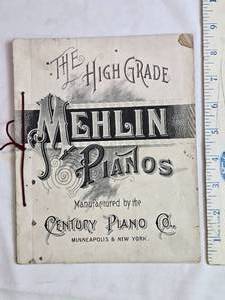 THE HIGH GRADE
MEHLIN
PIANOS
Manufactured by the
CENTURY PIANO CO.
MINNEAPOLIS & NEW YORK.